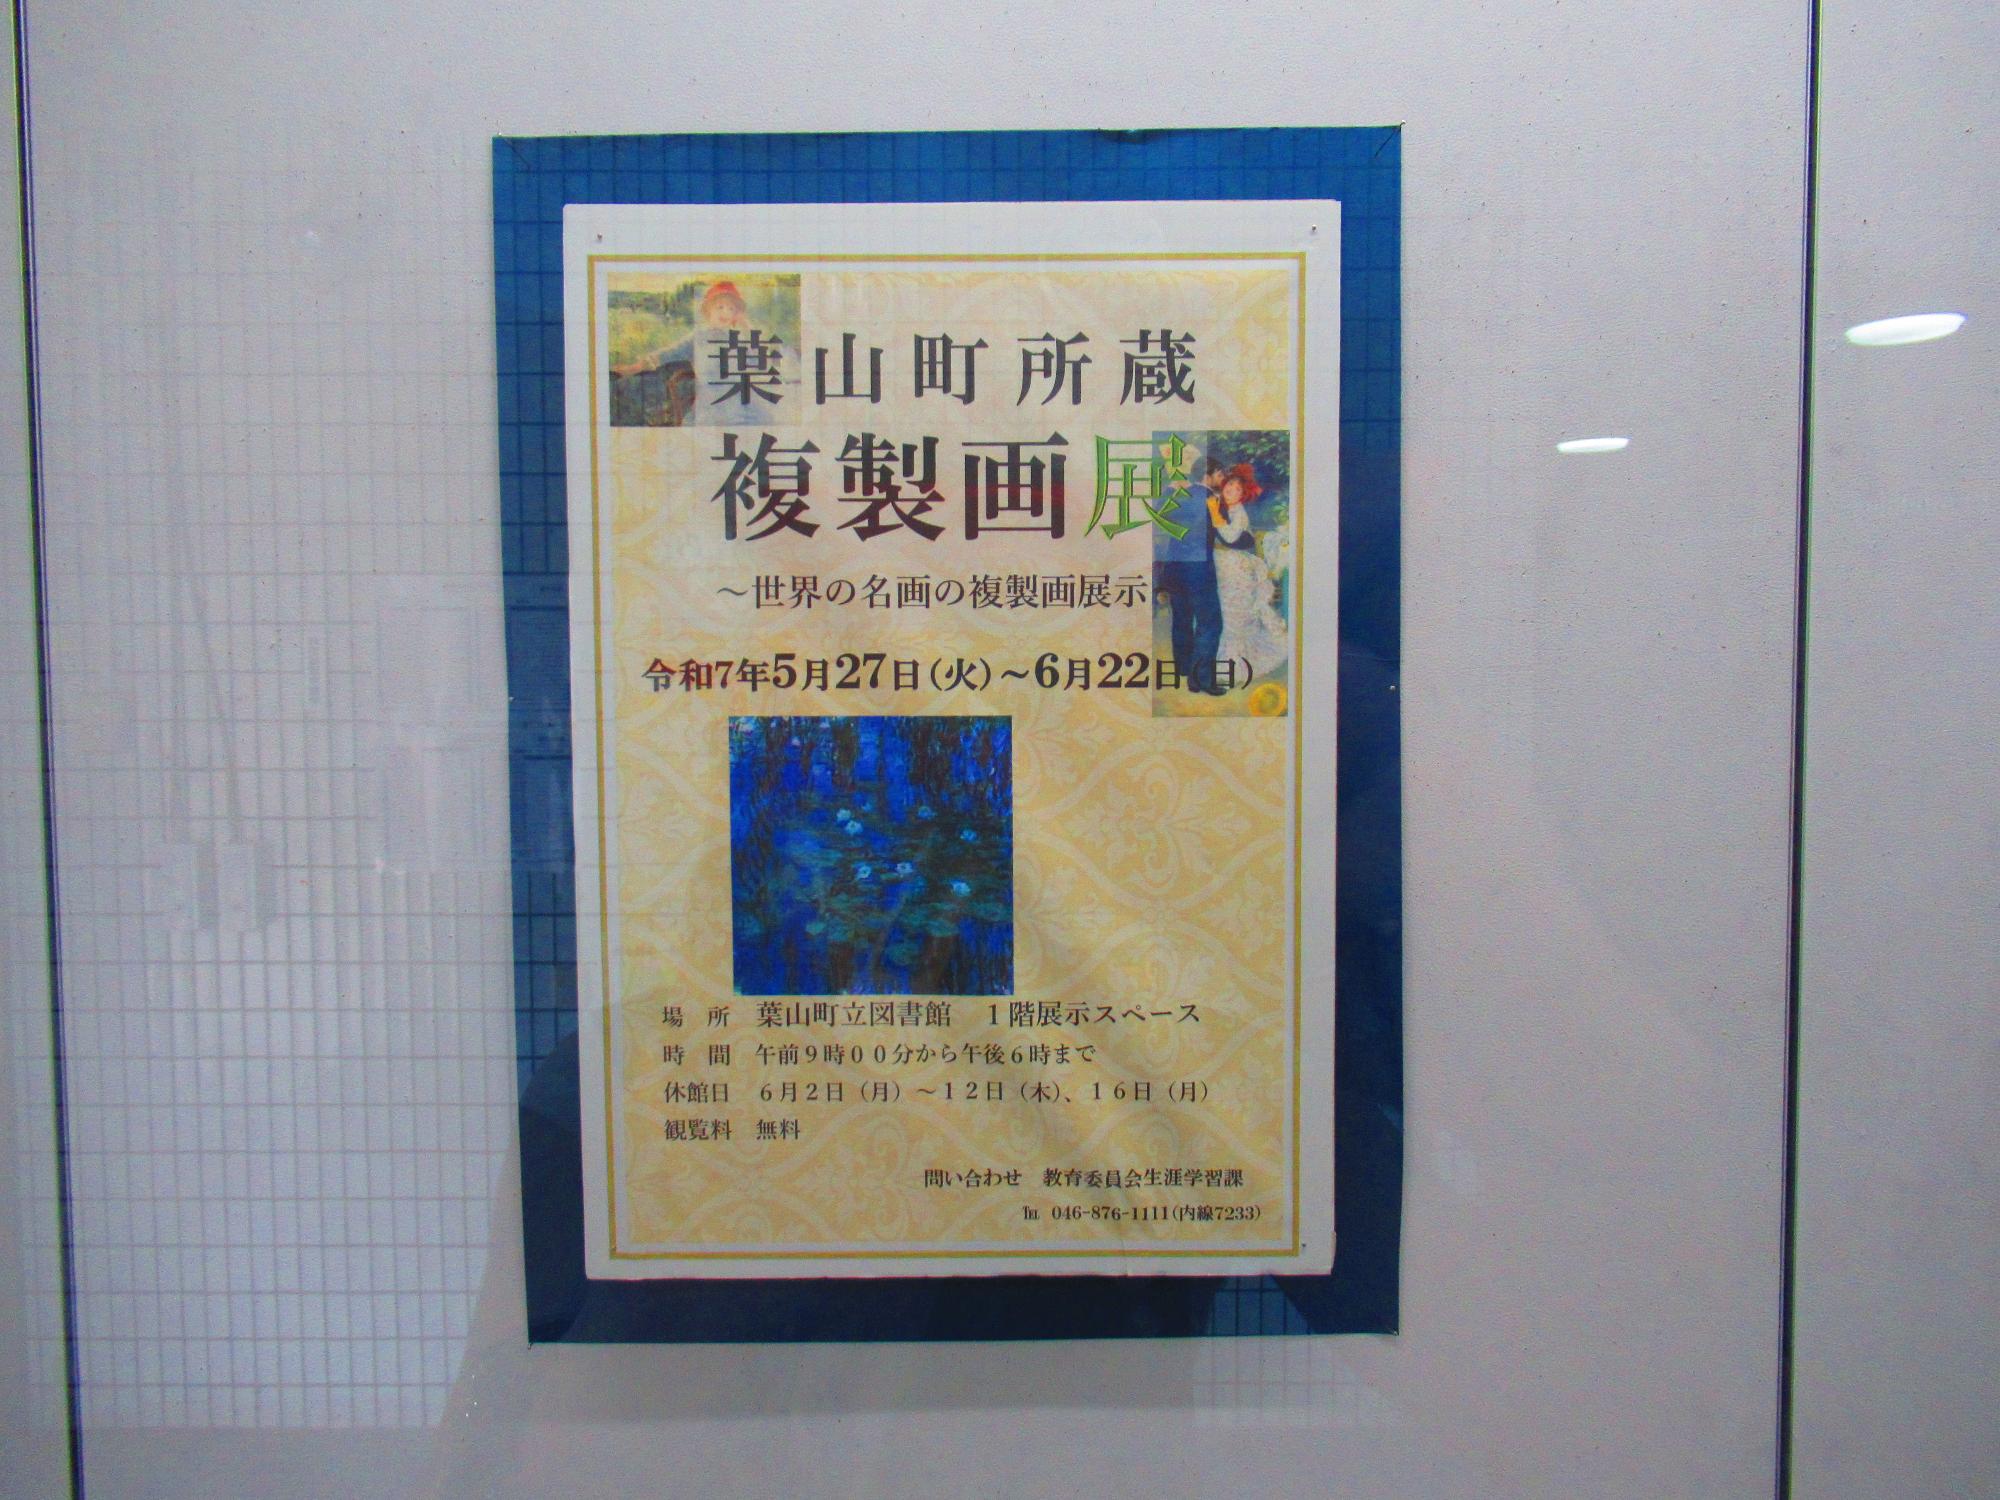 葉山町所蔵
複製画展
～世界の名画の複製画展示
令和7年5月27日（火）～6月22日（日）
場　所　葉山町立図書館　１階展示スペース
時　間　午前９時００分から午後６時まで
休館日　６月２日（月）～１２日（木）、１６日（月）
観覧料　無料
問い合わせ　教育委員会生涯学習課
℡ 046-876-1111（内線7233）